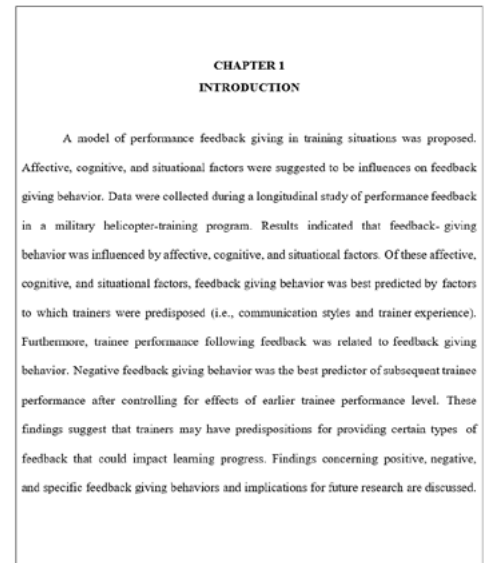 CHAPTER 1
INTRODUCTION
A model of performance feedback giving in training situations was proposed.
Affective, cognitive, and situational factors were suggested to be influences on feedback
giving behavior. Data were collected during a longitudinal study of performance feedback
in a military helicopter-training program. Results indicated that feedback- giving
behavior was influenced by affective, cognitive, and situational factors. Of these affective,
cognitive, and situational factors, feedback giving behavior was best predicted by factors
to which trainers were predisposed (i.e., communication styles and trainer experience).
Furthermore, trainee performance following feedback was related to feedback giving
behavior. Negative feedback giving behavior was the best predictor of subsequent trainee
performance after controlling for effects of earlier trainee performance level. These
findings suggest that trainers may have predispositions for providing certain types of
feedback that could impact learning progress. Findings concerning positive, negative,
and specific feedback giving behaviors and implications for future research are discussed.